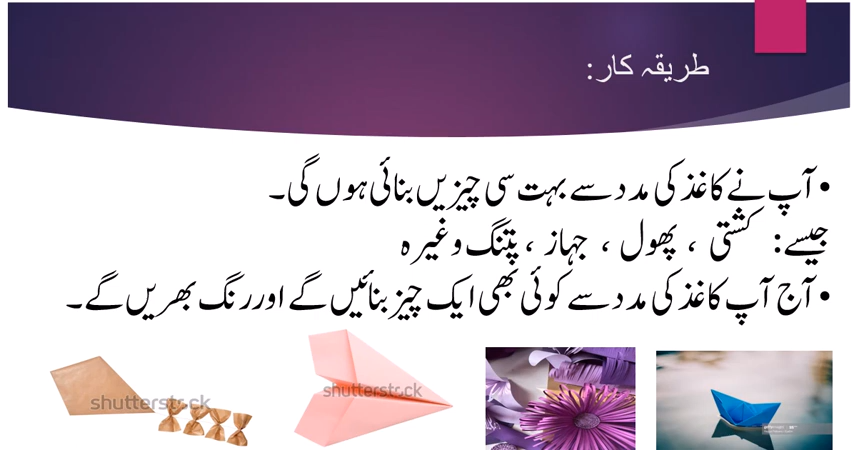 طریقہ کار:
• آپ نے کاغذ کی مدد سے بہت سی چیزیں بنائی ہوں گی۔
جیسے: کشتی ، پھول ، جہاز ، پتنگ وغیرہ
• آج آپ کاغذ کی مدد سے کوئی بھی ایک چیز بنائیں گے اور رنگ بھریں گے۔
shutterstock
shutterstock